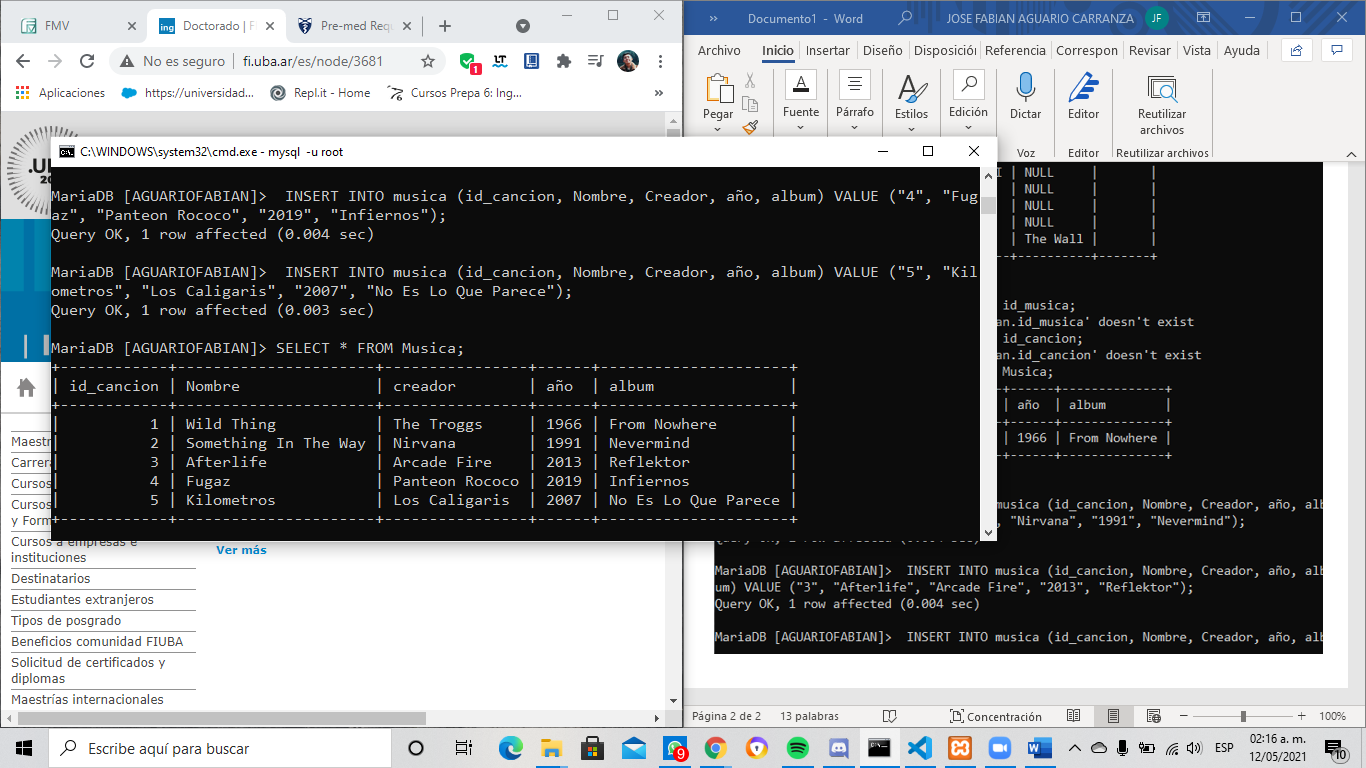 FMV
Doctorado | FI
Pre-med Requ
No es seguro | fi.uba.ar/es/node/3681
1
Aplicaciones
https://universidad...
Repl.it - Home
Cursos Prepa 6: Ing...
»
.U
20
Maestr
Carrera
Cursos
Cursos
y Form
Cursos a empresas e
instituciones
Destinatarios
Estudiantes extranjeros
Tipos de posgrado
Beneficios comunidad FIUBA
Solicitud de certificados y
diplomas
Maestrías internacionales
Ver más
Documento1 - Word
JOSE FABIAN AGUARIO CARRANZA
JF
Archivo Inicio Insertar Diseño Disposició Referencia Correspon Revisar Vista Ayuda
Pegar
Fuente
Párrafo
Estilos
Edición
Dictar
Editor
Reutilizar
archivos
Voz
Editor
Reutilizar archivos
C:\WINDOWS\system32\cmd.exe - mysql -u root
MariaDB [AGUARIOFABIAN]>  INSERT INTO musica (id_cancion, Nombre, Creador, año, album) VALUE ("4", "Fug
az", "Panteon Rococo", "2019", "Infiernos");
Query OK, 1 row affected (0.004 sec)
MariaDB [AGUARIOFABIAN]>  INSERT INTO musica (id_cancion, Nombre, Creador, año, album) VALUE ("5", "Kil
ometros", "Los Caligaris", "2007", "No Es Lo Que Parece");
Query OK, 1 row affected (0.003 sec)
MariaDB [AGUARIOFABIAN]> SELECT * FROM Musica;
+------------+----------------------+----------------+------+---------------------+
| id_cancion | Nombre | creador | año | album |
+------------+----------------------+----------------+------+---------------------+
| 1 | Wild Thing | The Troggs | 1966 | From Nowhere |
| 2 | Something In The Way | Nirvana | 1991 | Nevermind |
| 3 | Afterlife | Arcade Fire | 2013 | Reflektor |
| 4 | Fugaz | Panteon Rococo | 2019 | Infiernos |
| 5 | Kilometros | Los Caligaris | 2007 | No Es Lo Que Parece |
+------------+----------------------+----------------+------+---------------------+
| NULL | |
| NULL | |
| NULL | |
| NULL | |
| The Wall | |
+----------+-------+
id_musica;
an.id_musica' doesn't exist
id_cancion;
an.id_cancion' doesn't exist
Musica;
+------+--------------+
| año | album |
+------+--------------+
| 1966 | From Nowhere |
+------+--------------+
musica (id_cancion, Nombre, Creador, año, alb
, "Nirvana", "1991", "Nevermind");
MariaDB [AGUARIOFABIAN]>  INSERT INTO musica (id_cancion, Nombre, Creador, año, alb
um) VALUE ("3", "Afterlife", "Arcade Fire", "2013", "Reflektor");
Query OK, 1 row affected (0.004 sec)
MariaDB [AGUARIOFABIAN]>  INSERT INTO musica (id_cancion, Nombre, Creador, año, alb
Página 2 de 2
13 palabras
Concentración
100%
Escribe aquí para buscar
9
ESP
02:16 a. m.
12/05/2021
10